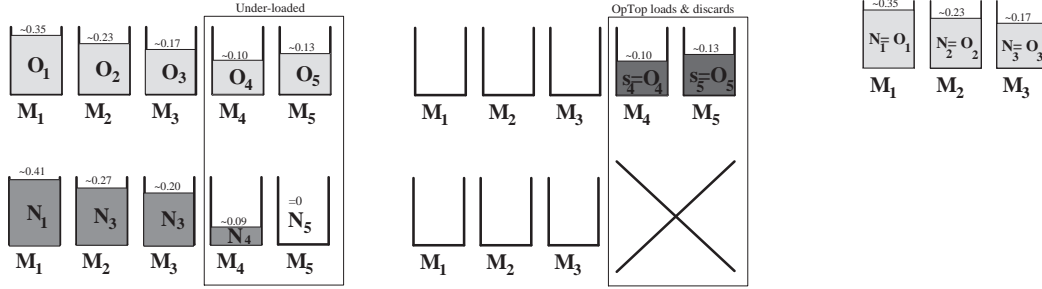 Under-loaded
~0.35
~0.23
~0.17
~0.10
~0.13
O1
O2
O3
O4
O5
M1
M2
M3
M4
M5
~0.41
~0.27
~0.20
~0.09
=0
N1
N3
N3
N4
N5
M1
M2
M3
M4
M5
OpTop loads & discards
~0.10
~0.13
s4=O4
s5=O5
M1
M2
M3
M4
M5
M1
M2
M3
~0.35
~0.23
~0.17
N1=O1
N2=O2
N3=O3
M1
M2
M3